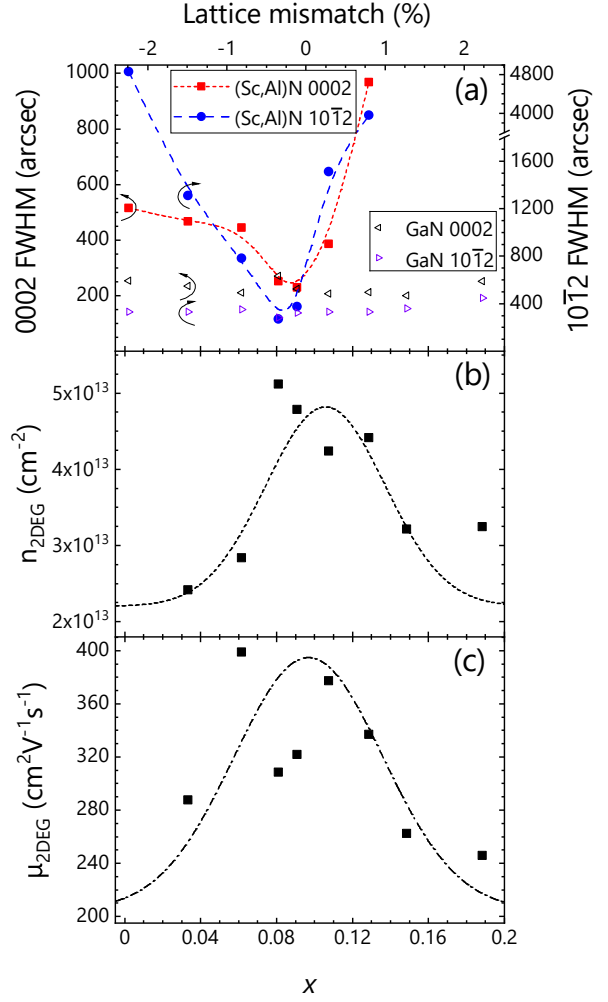 Lattice mismatch (%)
-2 -1 0 1 2
(a)
(Sc,Al)N 0002
(Sc,Al)N 101̄2
GaN 0002
GaN 101̄2
0002 FWHM (arcsec)
1000
800
600
400
200
101̄2 FWHM (arcsec)
4800
4000
1600
1200
800
400
(b)
n2DEG (cm-2)
5x10¹³
4x10¹³
3x10¹³
2x10¹³
(c)
μ2DEG (cm²V⁻¹s⁻¹)
400
360
320
280
240
200
0 0.04 0.08 0.12 0.16 0.2
x